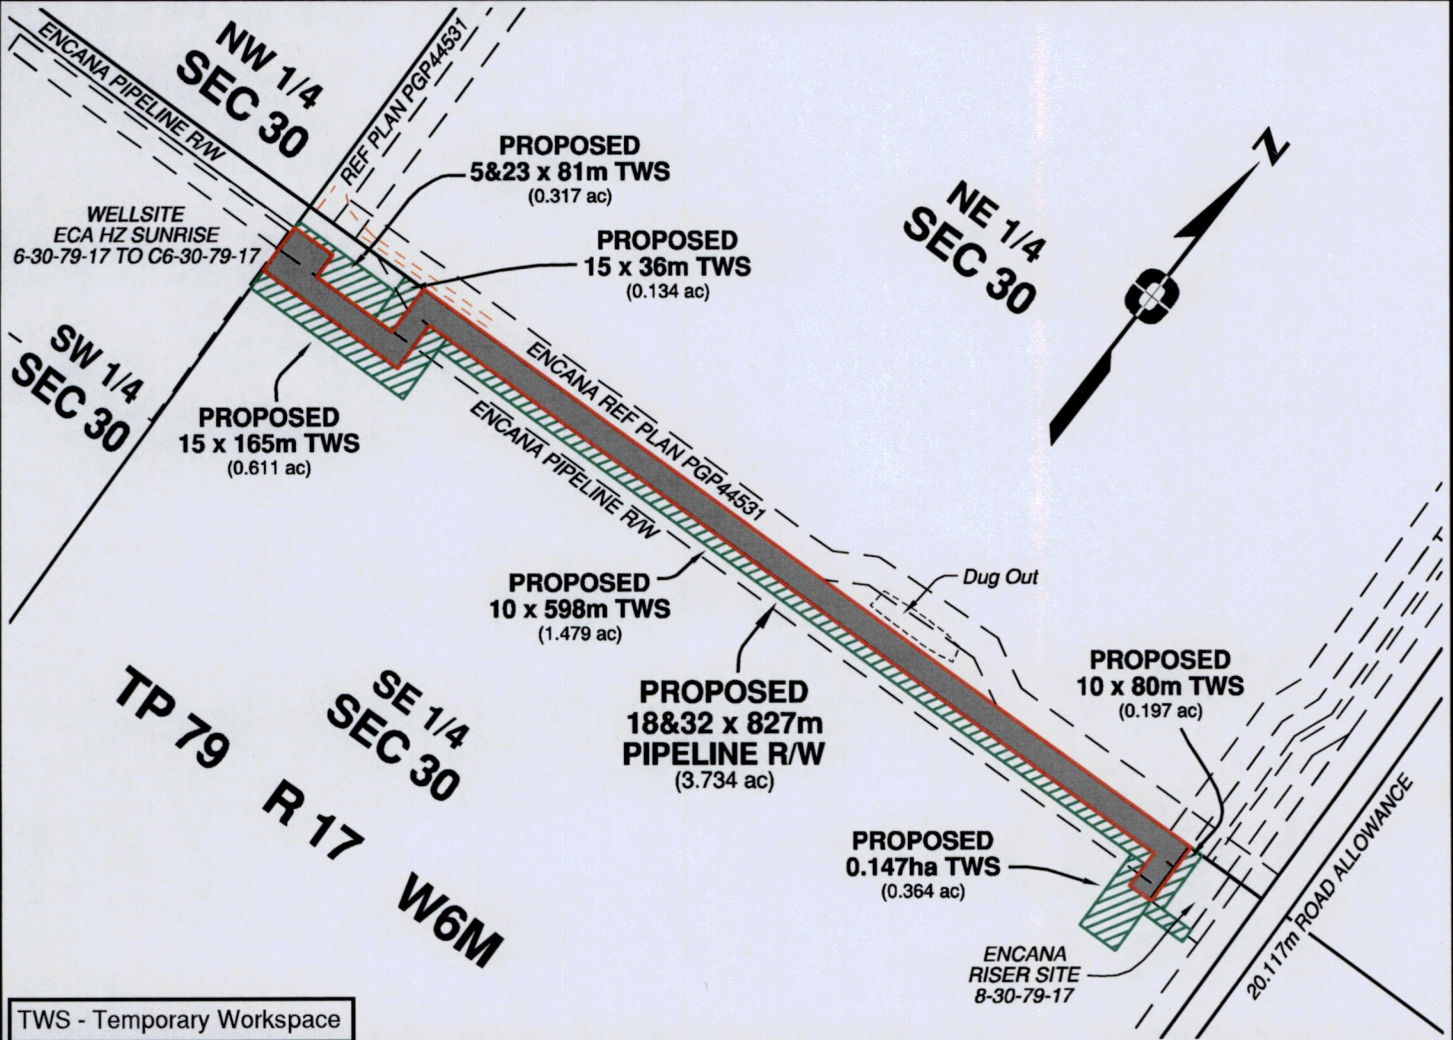 ENCANA PIPELINE R/W
NW 1/4
SEC 30
REF PLAN PGP44531
PROPOSED
5&23 x 81m TWS
(0.317 ac)
N
WELLSITE
ECA HZ SUNRISE
6-30-79-17 TO C6-30-79-17
PROPOSED
15 x 36m TWS
(0.134 ac)
NE 1/4
SEC 30
SW 1/4
SEC 30
PROPOSED
15 x 165m TWS
(0.611 ac)
ENCANA REF PLAN PGP44531
ENCANA PIPELINE R/W
PROPOSED
10 x 598m TWS
(1.479 ac)
Dug Out
SE 1/4
SEC 30
PROPOSED
18&32 x 827m
PIPELINE R/W
(3.734 ac)
PROPOSED
10 x 80m TWS
(0.197 ac)
TP 79 R 17 W6M
PROPOSED
0.147ha TWS
(0.364 ac)
20.117m ROAD ALLOWANCE
ENCANA
RISER SITE
8-30-79-17
TWS - Temporary Workspace